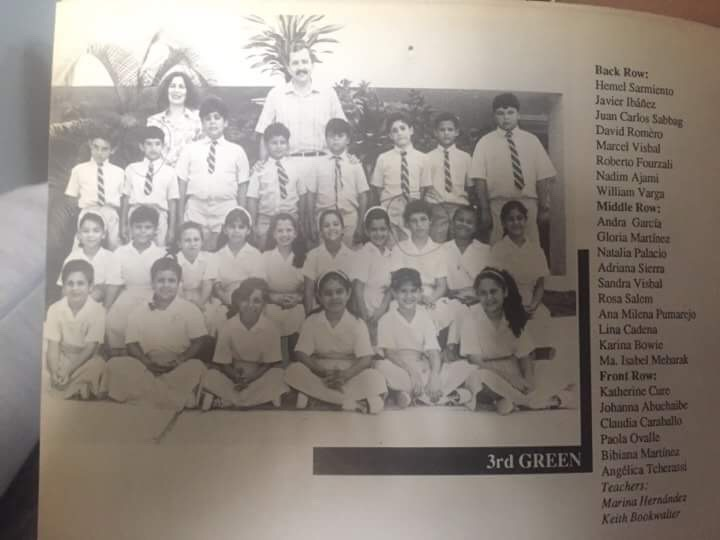 Back Row:
Hemel Sarmiento
Javier Ibáñez
Juan Carlos Sabbag
David Romero
Marcel Visbal
Roberto Fourzali
Nadim Ajami
William Varga
Middle Row:
Andra García
Gloria Martínez
Natalia Palacio
Adriana Sierra
Sandra Visbal
Rosa Salem
Ana Milena Pumarejo
Lina Cadena
Karina Bowie
Ma. Isabel Mebarak
Front Row:
Katherine Cure
Johanna Abuchaibe
Claudia Caraballo
Paola Ovalle
Bibiana Martínez
Angélica Tcherassi
Teachers:
Marina Hernández
Keith Bookwalter
3rd GREEN